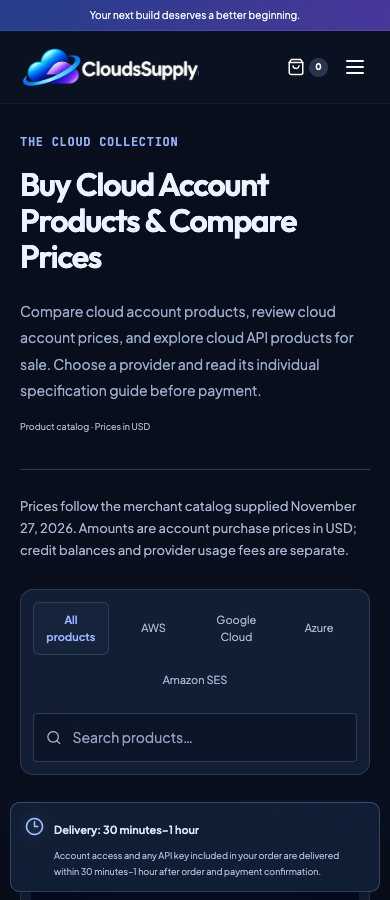 Your next build deserves a better beginning.
CloudsSupply
0
THE CLOUD COLLECTION
Buy Cloud Account
Products & Compare
Prices
Compare cloud account products, review cloud
account prices, and explore cloud API products for
sale. Choose a provider and read its individual
specification guide before payment.
Product catalog · Prices in USD
Prices follow the merchant catalog supplied November
27, 2026. Amounts are account purchase prices in USD;
credit balances and provider usage fees are separate.
All
products
AWS
Google
Cloud
Azure
Amazon SES
Search products…
Delivery: 30 minutes–1 hour
Account access and any API key included in your order are delivered
within 30 minutes–1 hour after order and payment confirmation.